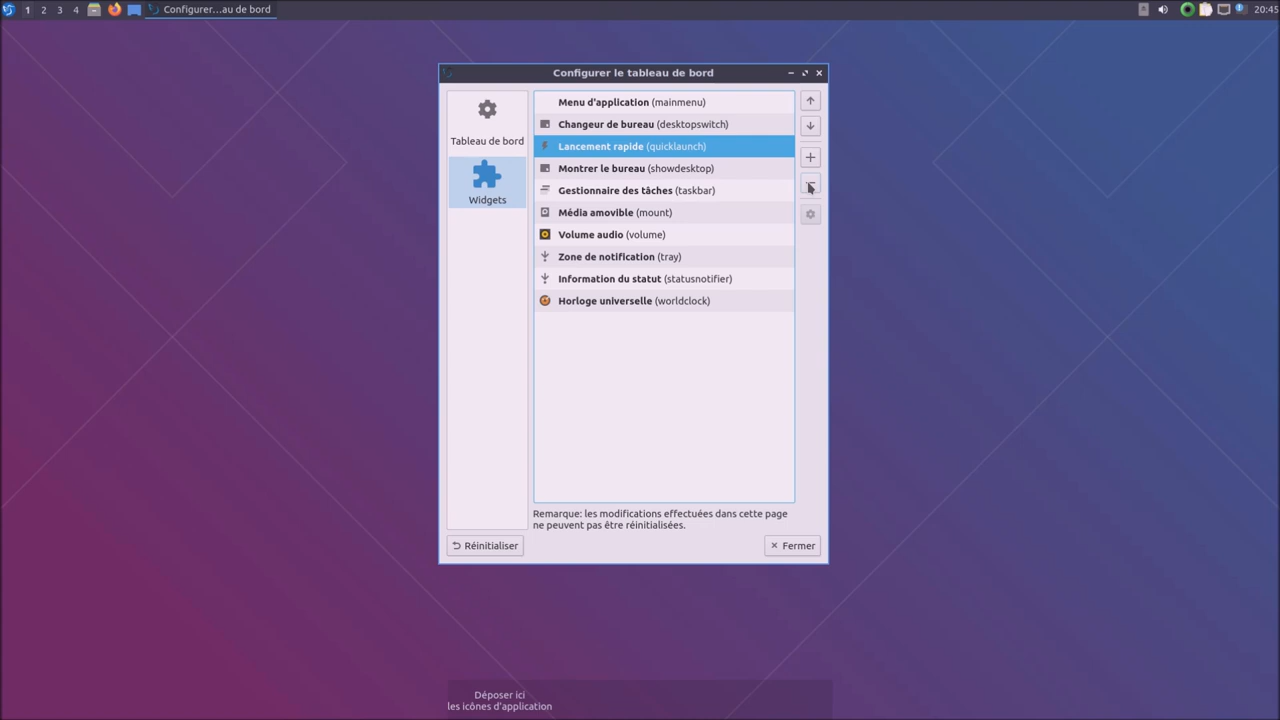 1 2 3 4 Configurer...au de bord 20:45
Configurer le tableau de bord
Tableau de bord
Widgets
Menu d'application (mainmenu)
Changeur de bureau (desktopswitch)
Lancement rapide (quicklaunch)
Montrer le bureau (showdesktop)
Gestionnaire des tâches (taskbar)
Média amovible (mount)
Volume audio (volume)
Zone de notification (tray)
Information du statut (statusnotifier)
Horloge universelle (worldclock)
Remarque: les modifications effectuées dans cette page
ne peuvent pas être réinitialisées.
Réinitialiser
Fermer
Déposer ici
les icônes d'application